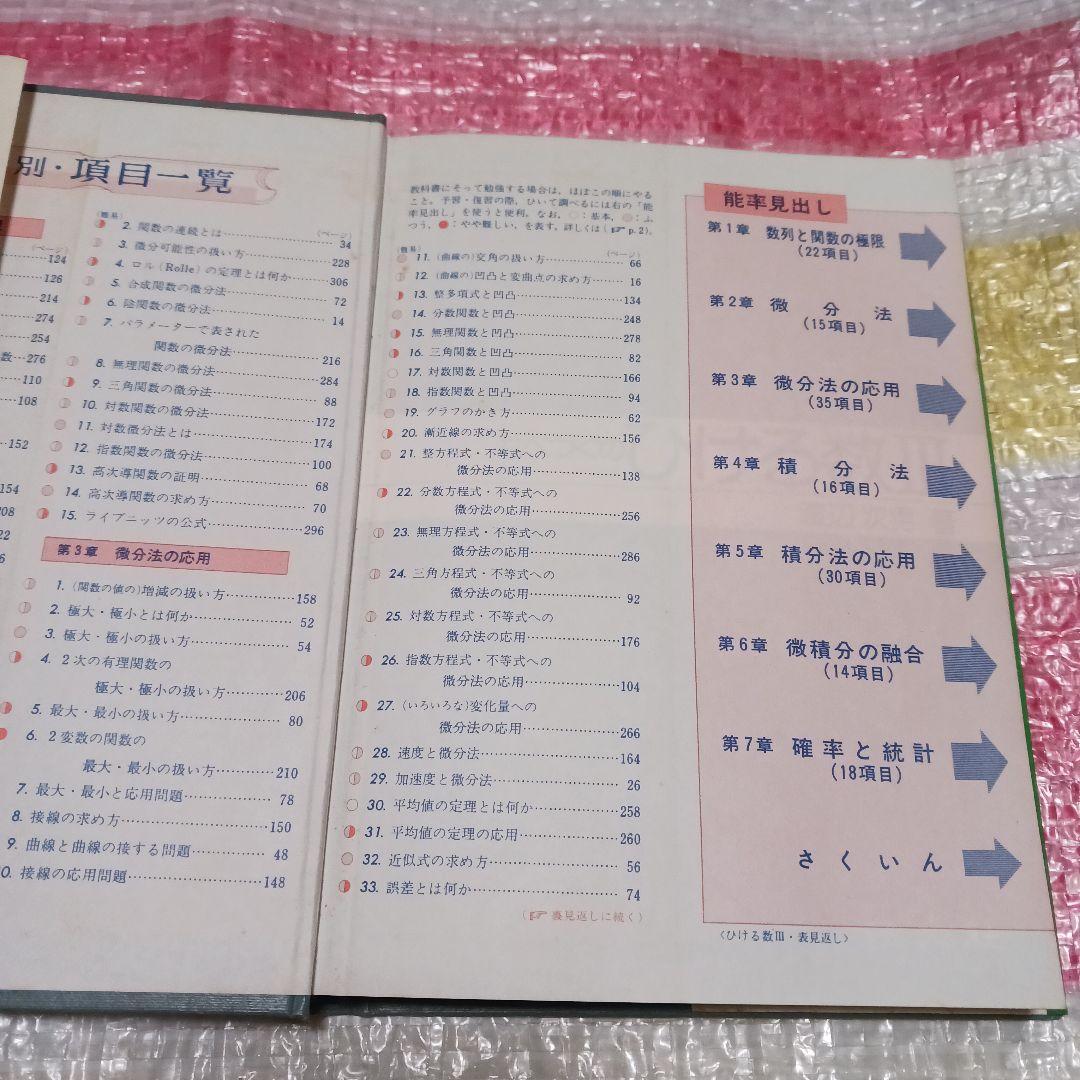 別・項目一覧
(ページ)
124
126
214
274
254
数…276
110
108
152
154
208
22
6
(難易)
(ページ)
2. 関数の連続とは…34
3. 微分可能性の扱い方…228
4. ロル(Rolle)の定理とは何か…306
5. 合成関数の微分法…72
6. 陰関数の微分法…14
7. パラメーターで表された
関数の微分法…216
8. 無理関数の微分法…284
9. 三角関数の微分法…88
10. 対数関数の微分法…172
11. 対数微分法とは…174
12. 指数関数の微分法…100
13. 高次導関数の証明…68
14. 高次導関数の求め方…70
15. ライプニッツの公式…296
第3章 微分法の応用
1. (関数の値の)増減の扱い方…158
2. 極大・極小とは何か…52
3. 極大・極小の扱い方…54
4. 2次の有理関数の
極大・極小の扱い方…206
5. 最大・最小の扱い方…80
6. 2変数の関数の
最大・最小の扱い方…210
7. 最大・最小と応用問題…78
8. 接線の求め方…150
9. 曲線と曲線の接する問題…48
0. 接線の応用問題…148
教科書にそって勉強する場合は、ほぼこの順にやる
こと。予習・復習の際、ひいて調べるには右の「能
率見出し」を使うと便利。なお、○:基本、○:ふ
つう、●:やや難しい、を表す。詳しくは(☞p.2)。
(難易)
(ページ)
11. (曲線の)交角の扱い方…66
12. (曲線の)凹凸と変曲点の求め方…16
13. 整多項式と凹凸…134
14. 分数関数と凹凸…248
15. 無理関数と凹凸…278
16. 三角関数と凹凸…82
17. 対数関数と凹凸…166
18. 指数関数と凹凸…94
19. グラフのかき方…62
20. 漸近線の求め方…156
21. 整方程式・不等式への
微分法の応用…138
22. 分数方程式・不等式への
微分法の応用…256
23. 無理方程式・不等式への
微分法の応用…286
24. 三角方程式・不等式への
微分法の応用…92
25. 対数方程式・不等式への
微分法の応用…176
26. 指数方程式・不等式への
微分法の応用…104
27. (いろいろな)変化量への
微分法の応用…266
28. 速度と微分法…164
29. 加速度と微分法…26
30. 平均値の定理とは何か…258
31. 平均値の定理の応用…260
32. 近似式の求め方…56
33. 誤差とは何か…74
(☞裏見返しに続く)
能率見出し
第1章 数列と関数の極限
(22項目)
第2章 微分法
(15項目)
第3章 微分法の応用
(35項目)
第4章 積分法
(16項目)
第5章 積分法の応用
(30項目)
第6章 微積分の融合
(14項目)
第7章 確率と統計
(18項目)
さくいん
〈ひける数Ⅲ・表見返し〉